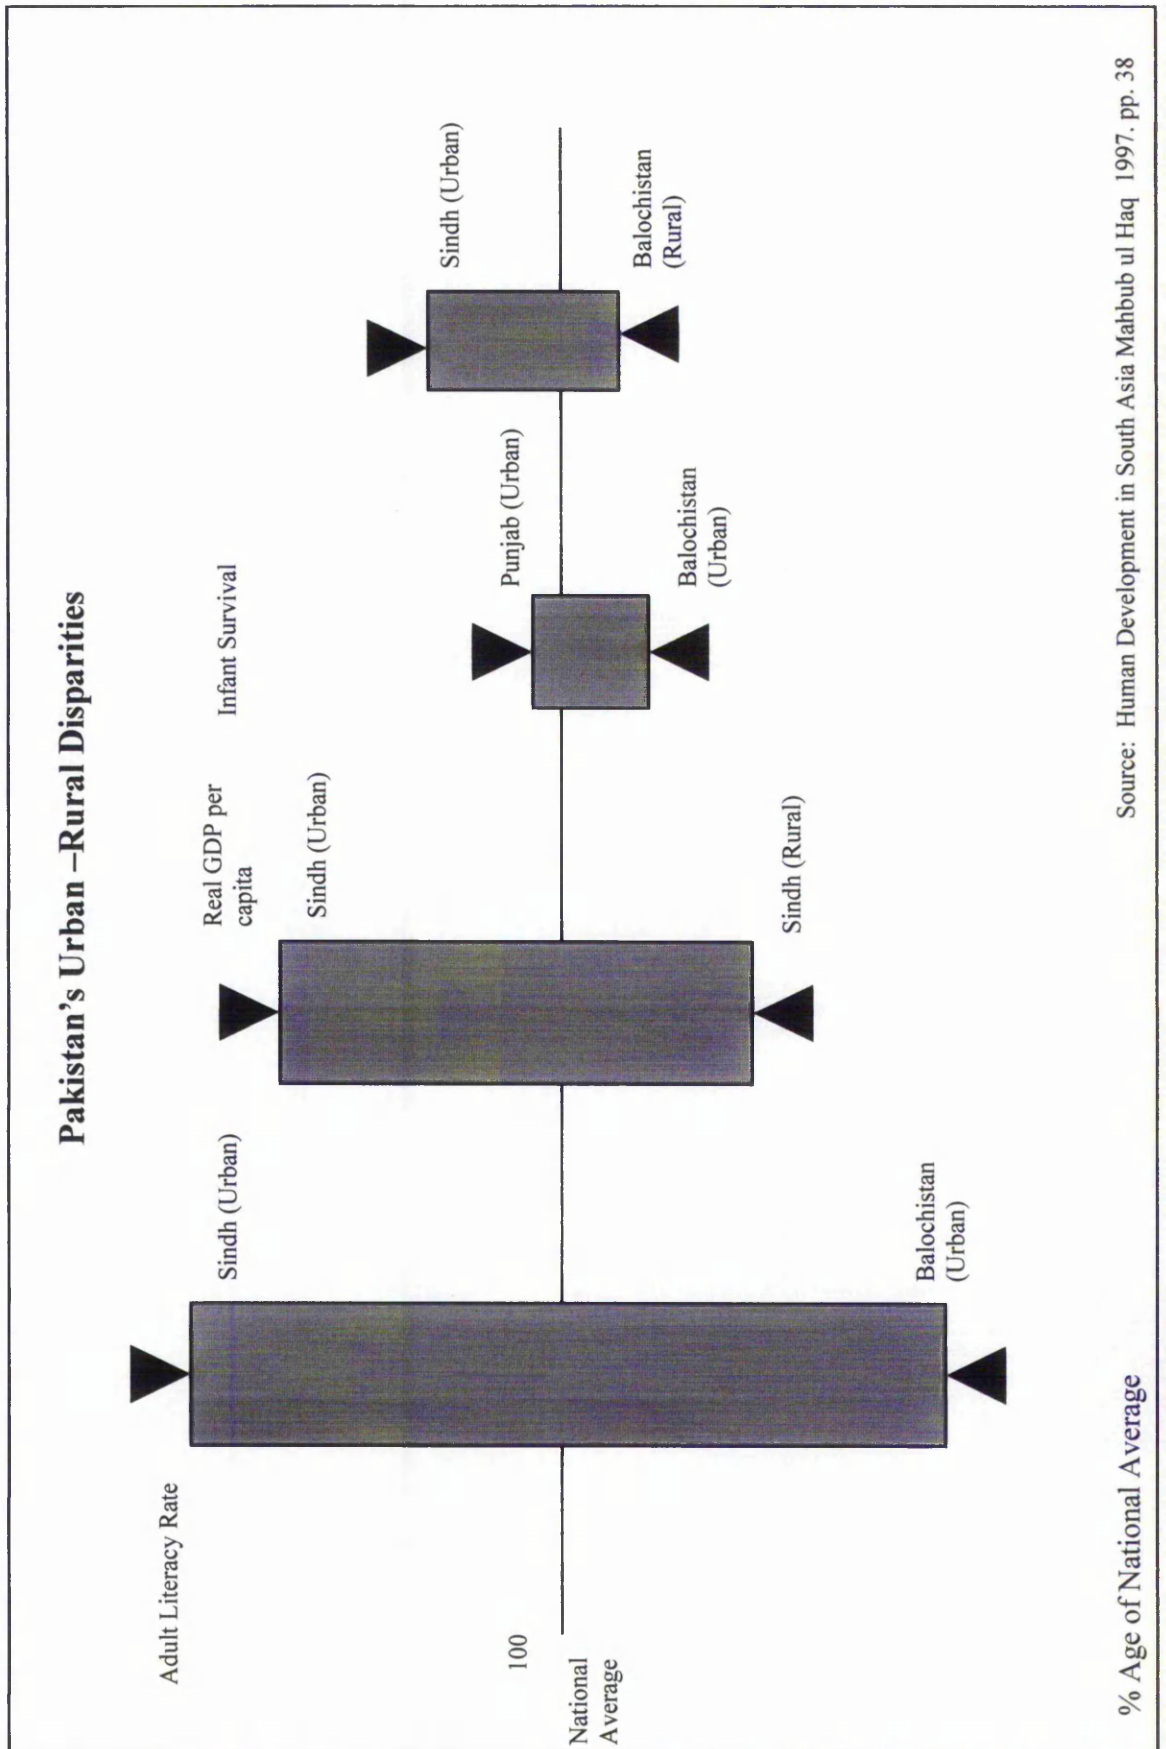 Pakistan's Urban –Rural Disparities
Adult Literacy Rate
Sindh (Urban)
Real GDP per
capita
Sindh (Urban)
Infant Survival
Punjab (Urban)
Sindh (Urban)
100
National
Average
Balochistan
(Urban)
Sindh (Rural)
Balochistan
(Urban)
Balochistan
(Rural)
% Age of National Average
Source: Human Development in South Asia Mahbub ul Haq 1997. pp. 38